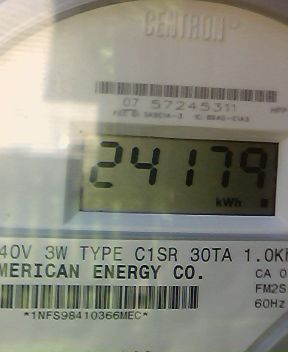 CENTRON
07 57245311
24179
kWh
40V 3W TYPE C1SR 30TA 1.0K
MERICAN ENERGY CO.
CA 0
FM2S
60Hz
*1NFS98410366MEC*